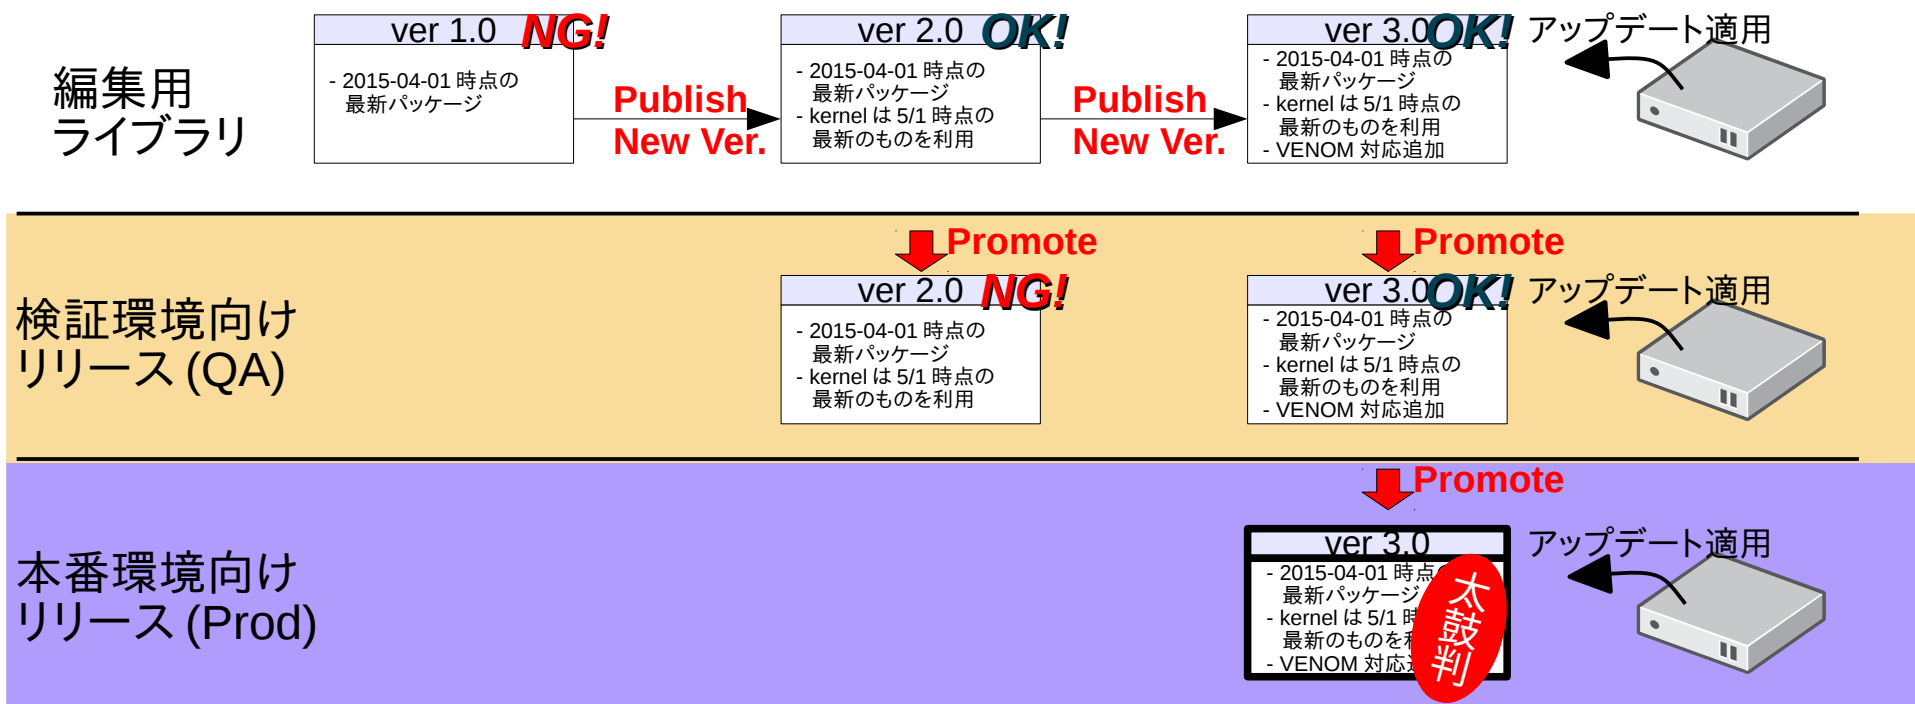 編集用
ライブラリ
ver 1.0 NG!
- 2015-04-01 時点の
最新パッケージ
Publish
New Ver.
ver 2.0 OK!
- 2015-04-01 時点の
最新パッケージ
- kernel は 5/1 時点の
最新のものを利用
Publish
New Ver.
ver 3.0 OK!
- 2015-04-01 時点の
最新パッケージ
- kernel は 5/1 時点の
最新のものを利用
- VENOM 対応追加
アップデート適用
検証環境向け
リリース (QA)
Promote
ver 2.0 NG!
- 2015-04-01 時点の
最新パッケージ
- kernel は 5/1 時点の
最新のものを利用
Promote
ver 3.0 OK!
- 2015-04-01 時点の
最新パッケージ
- kernel は 5/1 時点の
最新のものを利用
- VENOM 対応追加
アップデート適用
本番環境向け
リリース (Prod)
Promote
ver 3.0
- 2015-04-01 時点
最新パッケージ
- kernel は 5/1 時
最新のものを
- VENOM 対応
太鼓判
アップデート適用